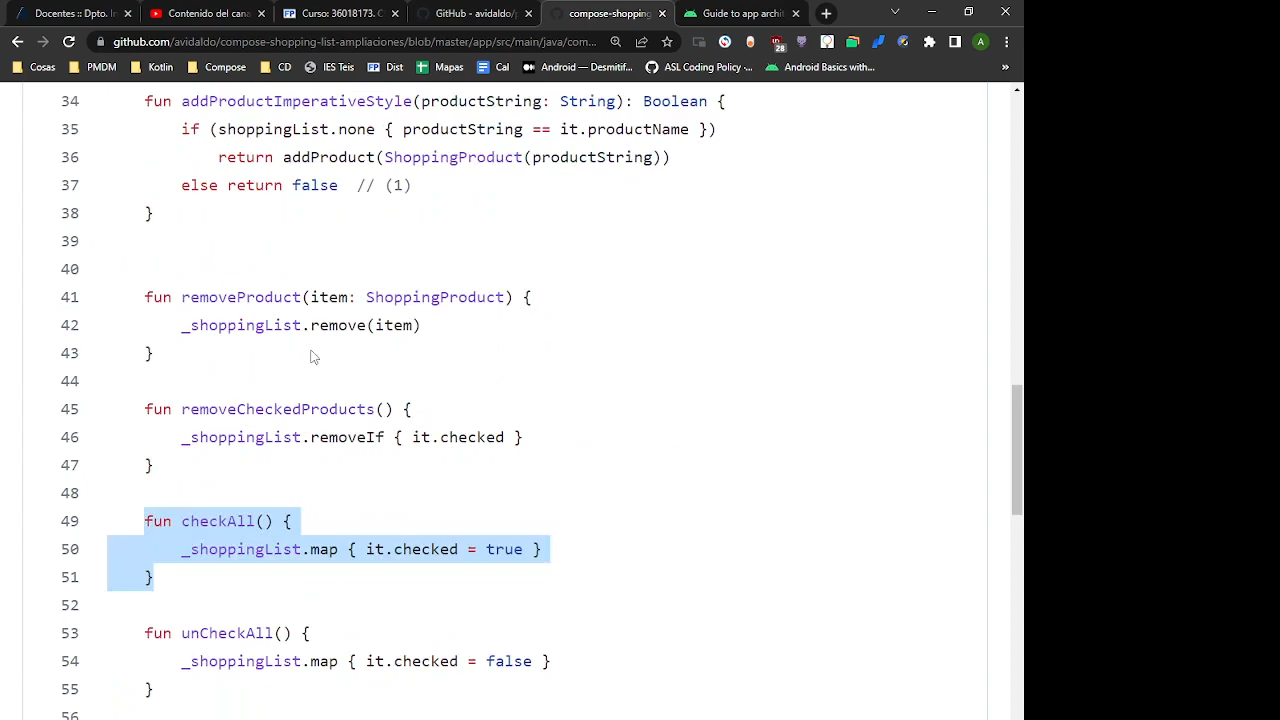 Docentes :: Dpt. In
Contenido del cana
Curso: 36018173. C
GitHub - avidaldo/p
compose-shopping
Guide to app archit
github.com/avidaldo/compose-shopping-list-ampliaciones/blob/master/app/src/main/java/com...
28
A
Cosas
PMDM
Kotlin
Compose
CD
IES Teis
FP Dist
Mapas
Cal
Android — Desmitif...
ASL Coding Policy -...
Android Basics with...
»
34 fun addProductImperativeStyle(productString: String): Boolean {
35 if (shoppingList.none { productString == it.productName })
36 return addProduct(ShoppingProduct(productString))
37 else return false // (1)
38 }
39
40
41 fun removeProduct(item: ShoppingProduct) {
42 _shoppingList.remove(item)
43 }
44
45 fun removeCheckedProducts() {
46 _shoppingList.removeIf { it.checked }
47 }
48
49 fun checkAll() {
50 _shoppingList.map { it.checked = true }
51 }
52
53 fun unCheckAll() {
54 _shoppingList.map { it.checked = false }
55 }
56